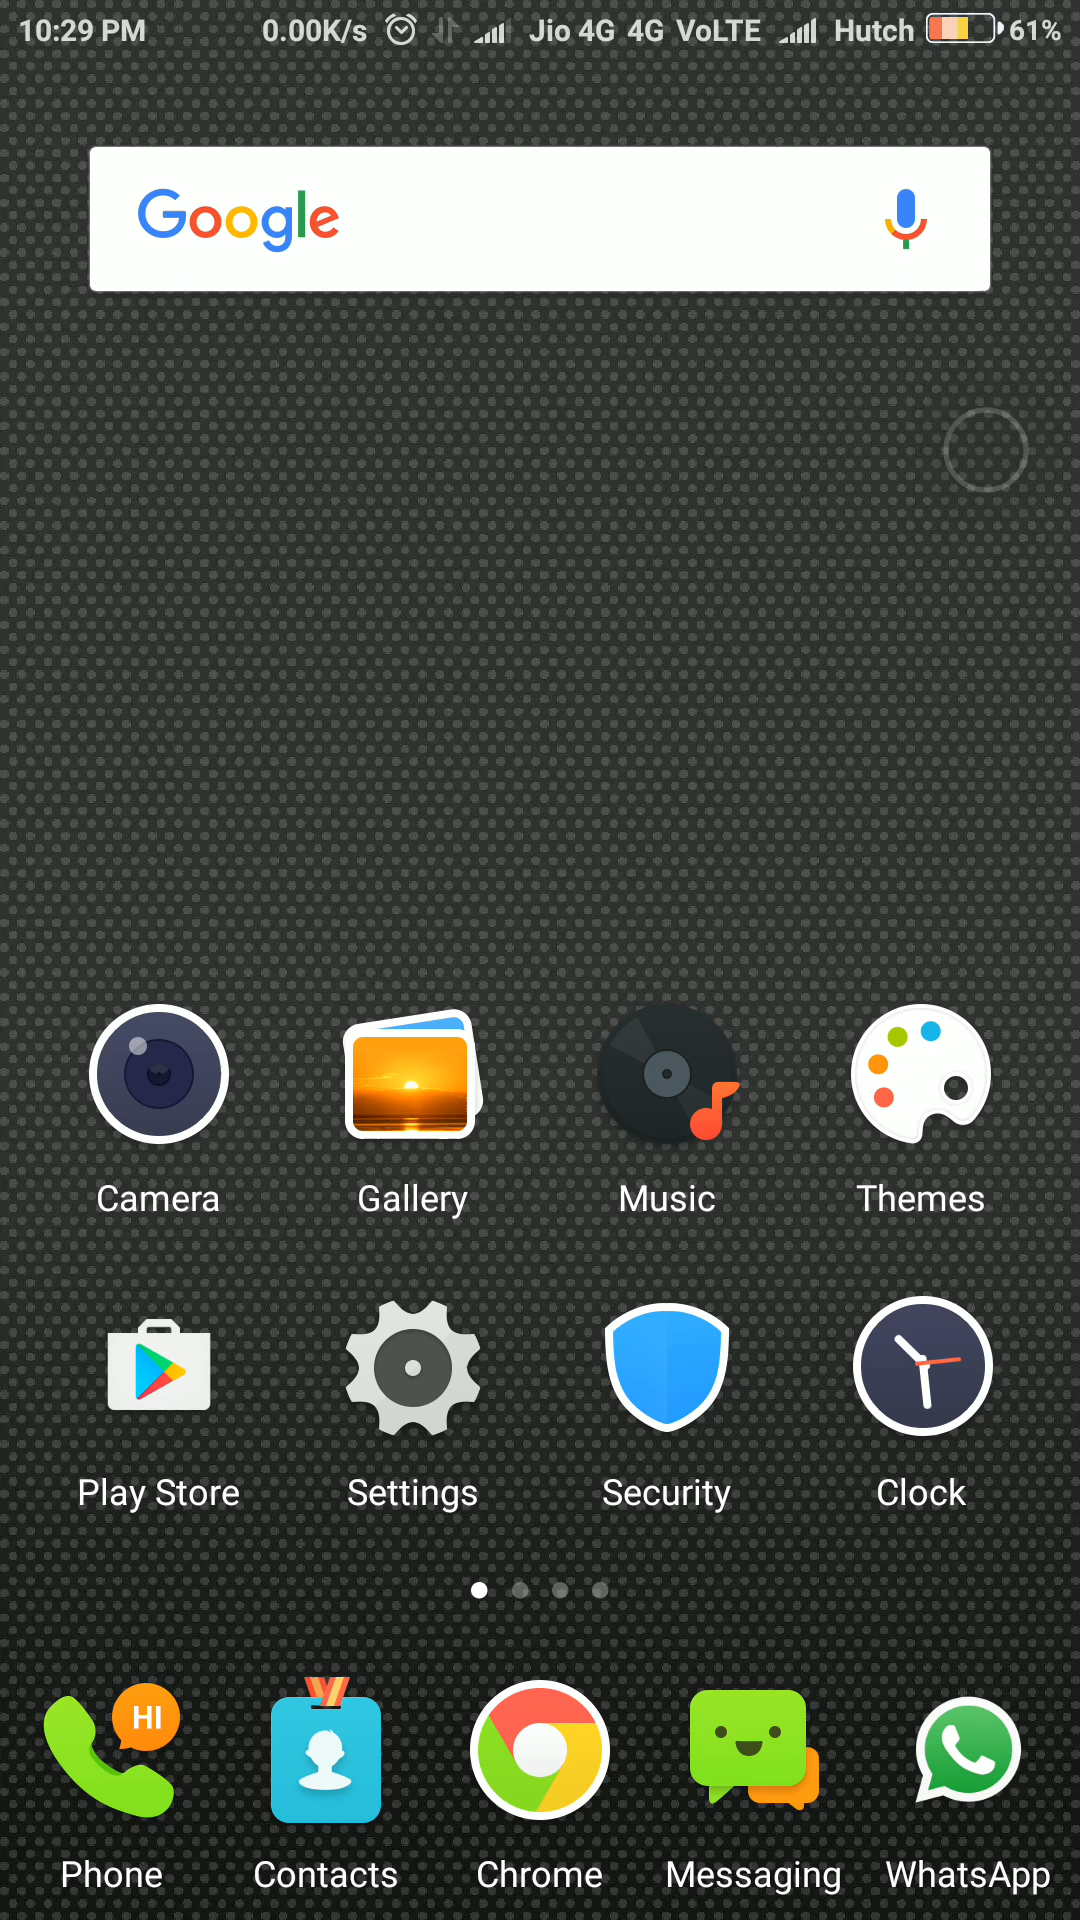 10:29 PM 0.00K/s Jio 4G 4G VoLTE Hutch 61%
Google
Camera Gallery Music Themes
Play Store Settings Security Clock
HI
Phone Contacts Chrome Messaging WhatsApp